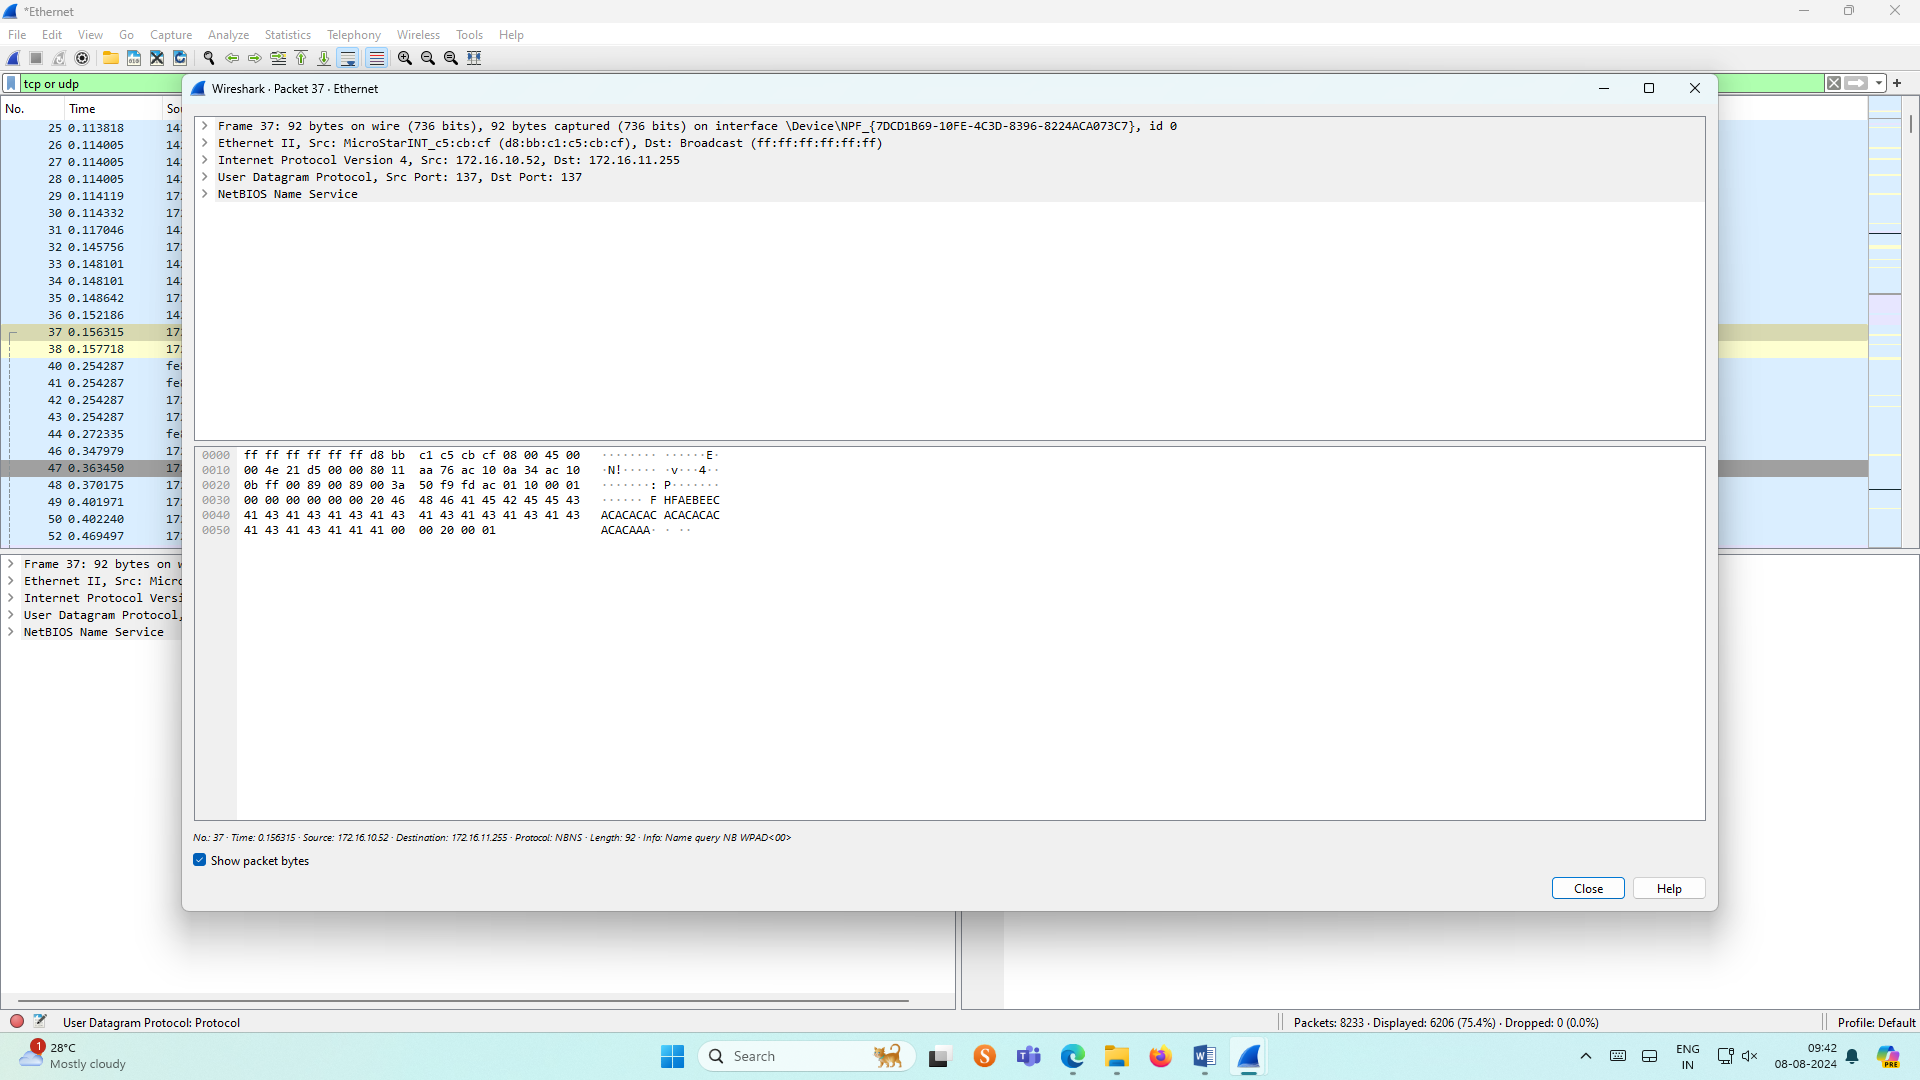 *Ethernet
File Edit View Go Capture Analyze Statistics Telephony Wireless Tools Help
tcp or udp
No. Time
25 0.113818
26 0.114005
27 0.114005
28 0.114005
29 0.114119
30 0.114332
31 0.117046
32 0.145756
33 0.148101
34 0.148101
35 0.148642
36 0.152186
37 0.156315
38 0.157718
40 0.254287
41 0.254287
42 0.254287
43 0.254287
44 0.272335
46 0.347979
47 0.363450
48 0.370175
49 0.401971
50 0.402240
52 0.469497
Wireshark · Packet 37 · Ethernet
Frame 37: 92 bytes on wire (736 bits), 92 bytes captured (736 bits) on interface \Device\NPF_{7DCD1B69-10FE-4C3D-8396-8224ACA073C7}, id 0
Ethernet II, Src: MicroStarINT_c5:cb:cf (d8:bb:c1:c5:cb:cf), Dst: Broadcast (ff:ff:ff:ff:ff:ff)
Internet Protocol Version 4, Src: 172.16.10.52, Dst: 172.16.11.255
User Datagram Protocol, Src Port: 137, Dst Port: 137
NetBIOS Name Service
0000 ff ff ff ff ff ff d8 bb c1 c5 cb cf 08 00 45 00 ········ ······E·
0010 00 4e 21 d5 00 00 80 11 aa 76 ac 10 0a 34 ac 10 ·N!····· ·v···4··
0020 0b ff 00 89 00 89 00 3a 50 f9 fd ac 01 10 00 01 ·······: P·······
0030 00 00 00 00 00 00 20 46 48 46 41 45 42 45 45 43 ······ F HFAEBEEC
0040 41 43 41 43 41 43 41 43 41 43 41 43 41 43 41 43 ACACACAC ACACACAC
0050 41 43 41 43 41 41 41 00 00 20 00 01 ACACAAA· · ··
No.: 37 · Time: 0.156315 · Source: 172.16.10.52 · Destination: 172.16.11.255 · Protocol: NBNS · Length: 92 · Info: Name query NB WPAD<00>
Show packet bytes
Close Help
Frame 37: 92 bytes on
Ethernet II, Src: Micro
Internet Protocol Versi
User Datagram Protocol,
NetBIOS Name Service
User Datagram Protocol: Protocol
Packets: 8233 · Displayed: 6206 (75.4%) · Dropped: 0 (0.0%)
Profile: Default
1
28°C
Mostly cloudy
Search
ENG
IN
09:42
08-08-2024
PRE